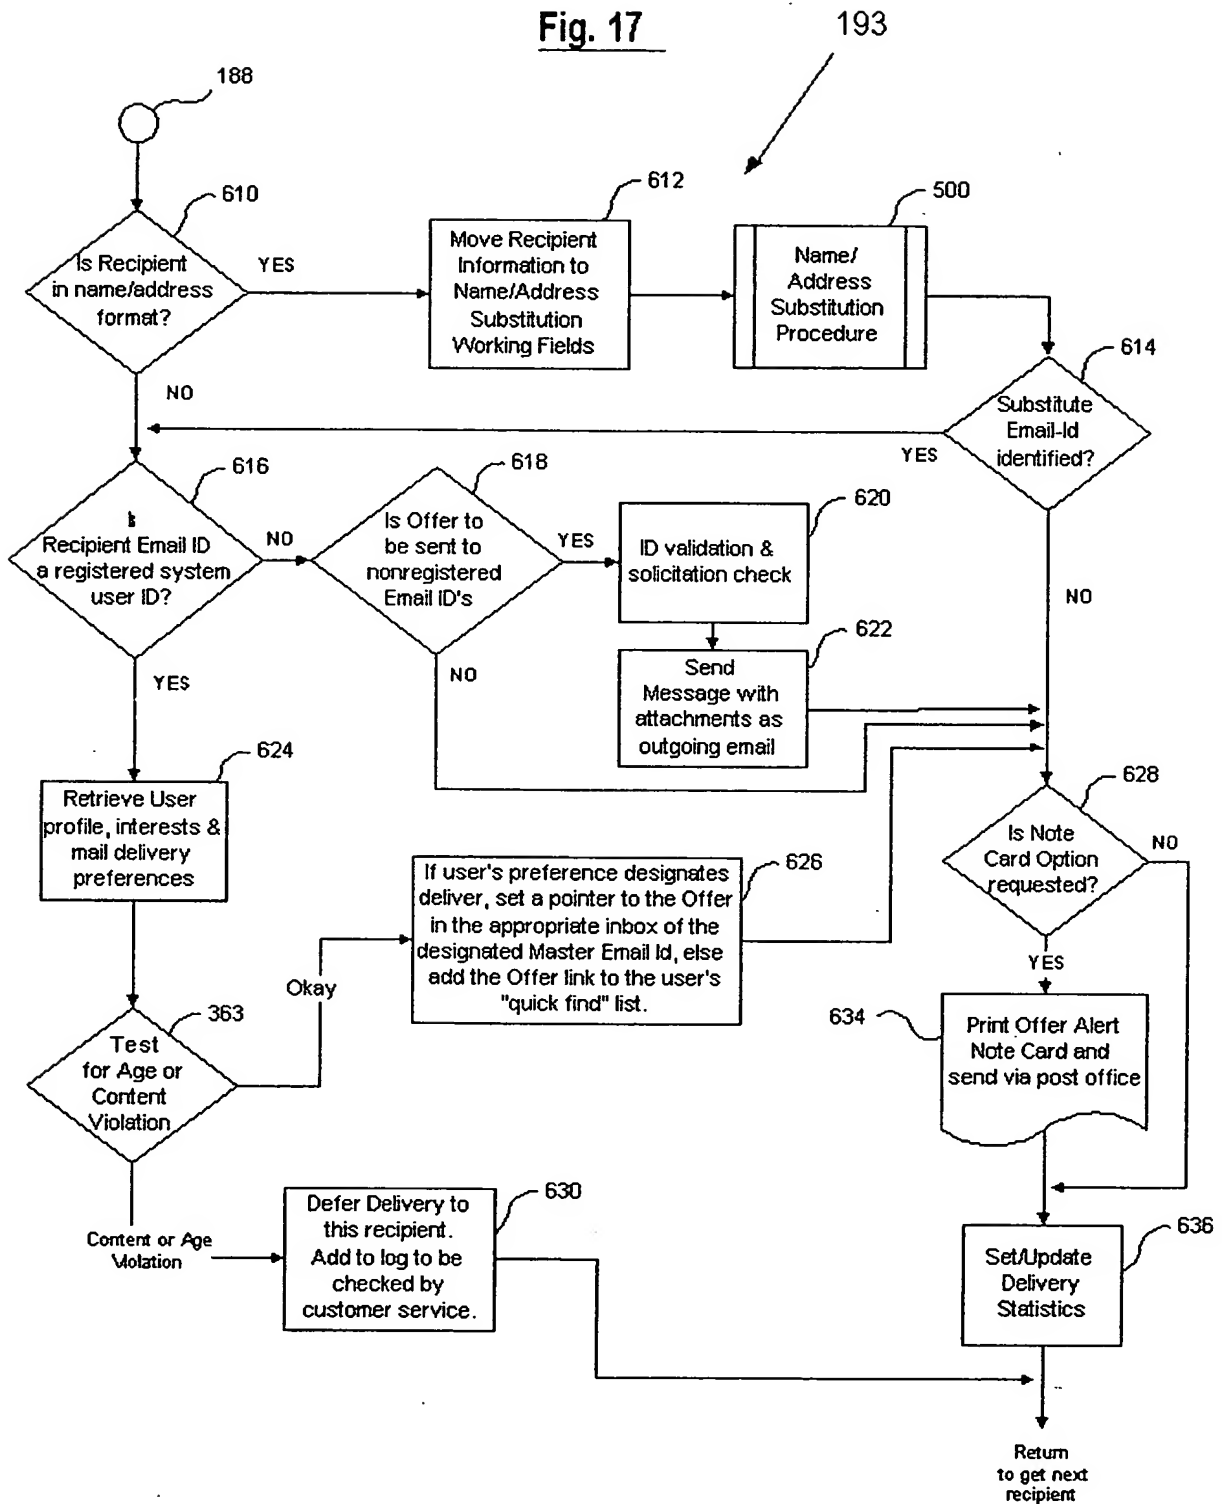 Fig. 17
193
188
610
Is Recipient
in name/address
format?
YES
NO
612
Move Recipient
Information to
Name/Address
Substitution
Working Fields
500
Name/
Address
Substitution
Procedure
614
Substitute
Email-Id
identified?
YES
NO
616
Is
Recipient Email ID
a registered system
user ID?
NO
YES
618
Is Offer to
be sent to
nonregistered
Email ID's
YES
NO
620
ID validation &
solicitation check
622
Send
Message with
attachments as
outgoing email
624
Retrieve User
profile, interests &
mail delivery
preferences
626
If user's preference designates
deliver, set a pointer to the Offer
in the appropriate inbox of the
designated Master Email Id, else
add the Offer link to the user's
"quick find" list.
628
Is Note
Card Option
requested?
NO
YES
363
Test
for Age or
Content
Violation
Okay
Content or Age
Violation
630
Defer Delivery to
this recipient.
Add to log to be
checked by
customer service.
634
Print Offer Alert
Note Card and
send via post office
636
Set/Update
Delivery
Statistics
Return
to get next
recipient